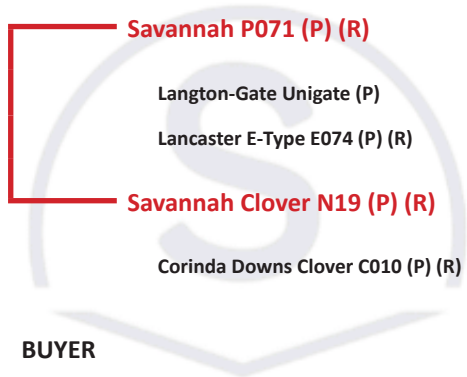 Savannah P071 (P) (R)
Langton-Gate Unigate (P)
Lancaster E-Type E074 (P) (R)
Savannah Clover N19 (P) (R)
Corinda Downs Clover C010 (P) (R)
BUYER